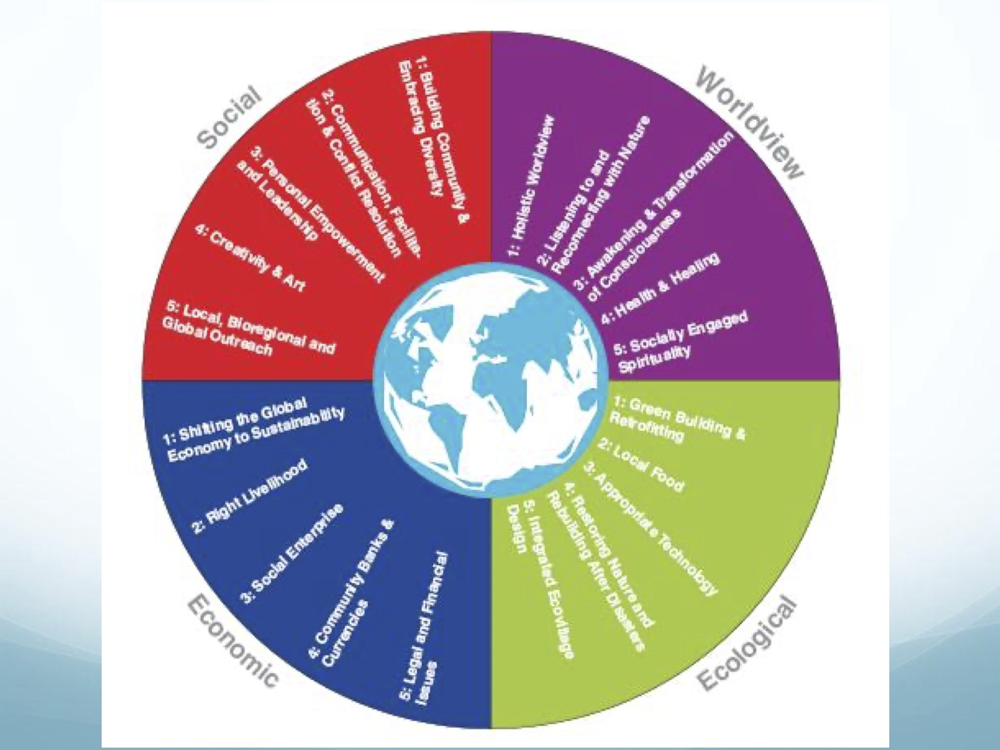 Social
1: Building Community &
Embracing Diversity
2: Communication, Facilita-
tion & Conflict Resolution
3: Personal Empowerment
and Leadership
4: Creativity & Art
5: Local, Bioregional and
Global Outreach
Worldview
1: Holistic Worldview
2: Listening to and
Reconnecting with Nature
3: Awakening & Transformation
of Consciousness
4: Health & Healing
5: Socially Engaged
Spirituality
Economic
1: Shifting the Global
Economy to Sustainability
2: Right Livelihood
3: Social Enterprise
4: Community Banks &
Currencies
5: Legal and Financial
Issues
Ecological
1: Green Building &
Retrofitting
2: Local Food
3: Appropriate Technology
4: Restoring Nature and
Rebuilding After Disasters
5: Integrated Ecovillage
Design